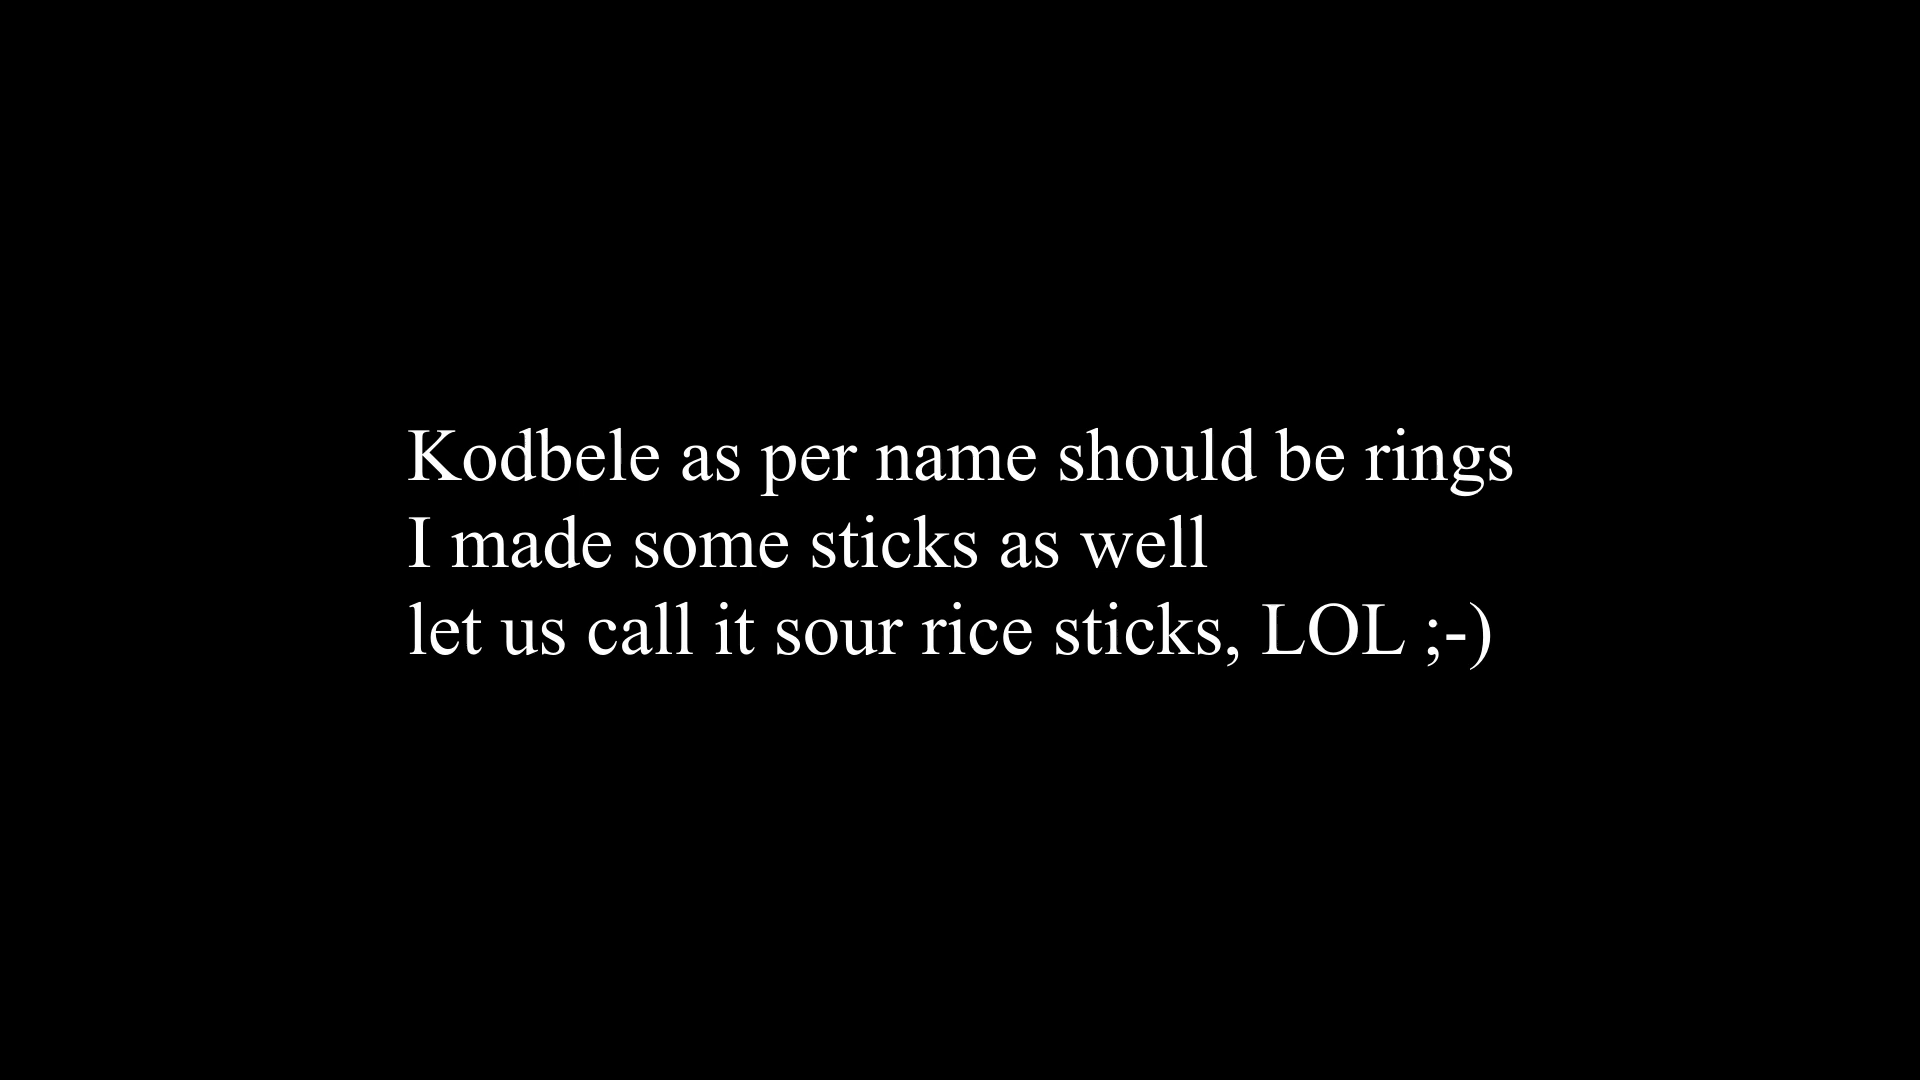 Kodbele as per name should be rings
I made some sticks as well
let us call it sour rice sticks, LOL ;-)